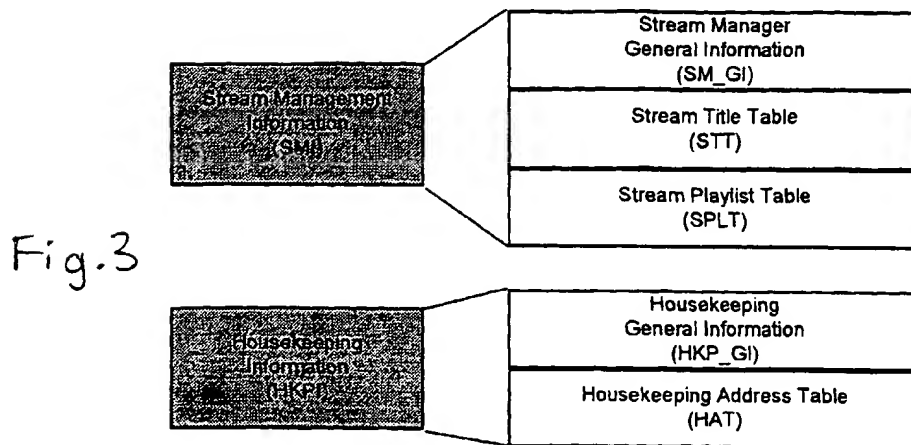 Stream Management
Information
(SMI)
Stream Manager
General Information
(SM_GI)
Stream Title Table
(STT)
Stream Playlist Table
(SPLT)
Fig.3
Housekeeping
Information
(HKPI)
Housekeeping
General Information
(HKP_GI)
Housekeeping Address Table
(HAT)